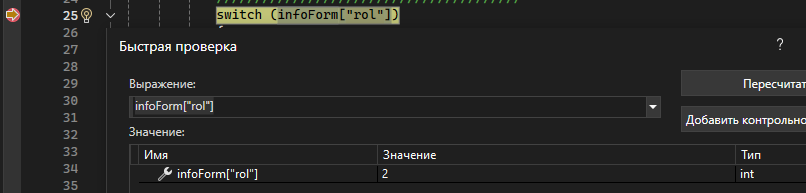 ////////////////////////////////////////
25 switch (infoForm["rol"])
26 {
27 Быстрая проверка ?
28
29 Выражение: Пересчитат
30 infoForm["rol"]
31 Добавить контрольно
32 Значение:
33 Имя Значение Тип
34 infoForm["rol"] 2 int
35